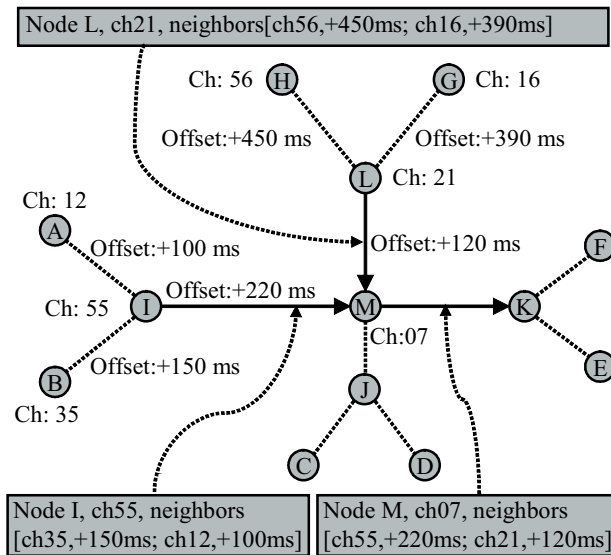 Node L, ch21, neighbors[ch56,+450ms; ch16,+390ms]
Ch: 56
H
G
Ch: 16
Offset:+450 ms
Offset:+390 ms
L
Ch: 21
Ch: 12
A
Offset:+100 ms
Offset:+120 ms
F
Offset:+220 ms
Ch: 55
I
M
K
Ch:07
Offset:+150 ms
B
J
E
Ch: 35
C
D
Node I, ch55, neighbors
[ch35,+150ms; ch12,+100ms]
Node M, ch07, neighbors
[ch55,+220ms; ch21,+120ms]